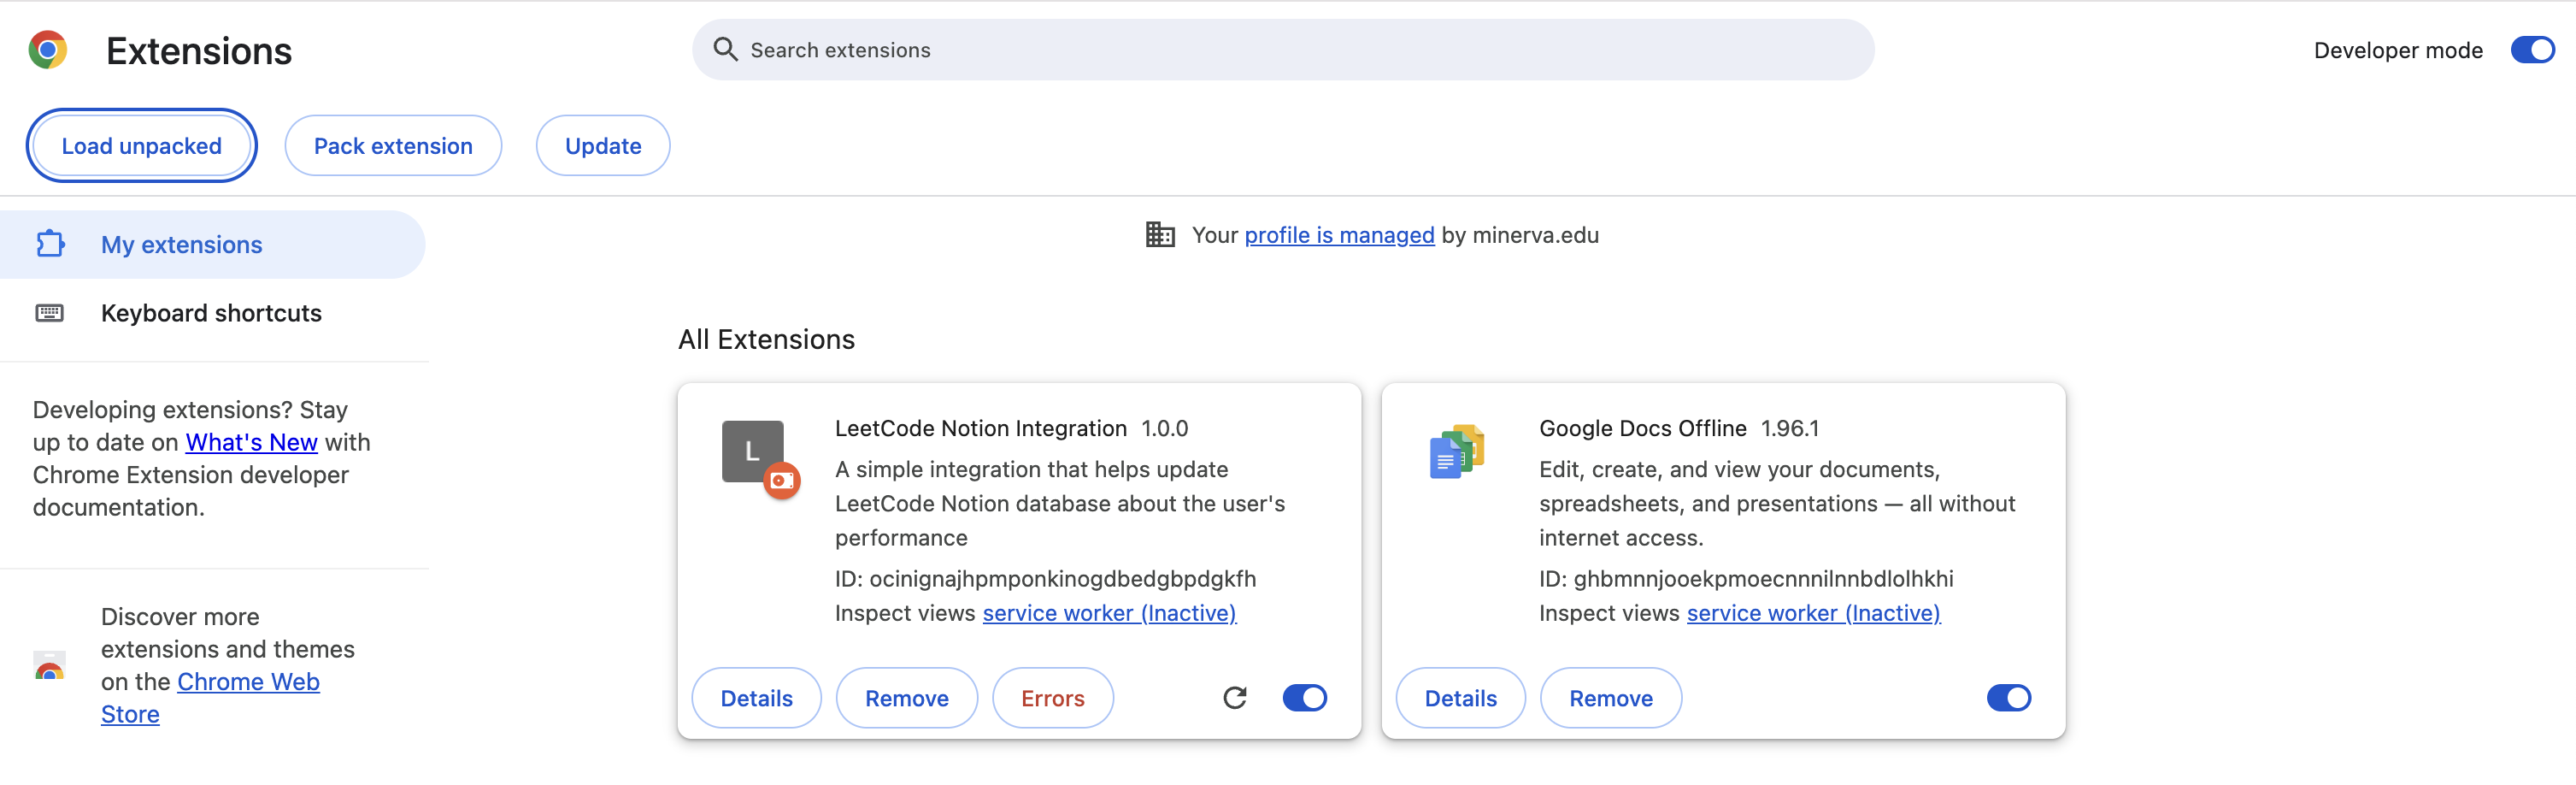 Extensions
Search extensions
Developer mode
Load unpacked
Pack extension
Update
My extensions
Keyboard shortcuts
Developing extensions? Stay
up to date on What's New with
Chrome Extension developer
documentation.
Discover more
extensions and themes
on the Chrome Web
Store
Your profile is managed by minerva.edu
All Extensions
L
LeetCode Notion Integration 1.0.0
A simple integration that helps update
LeetCode Notion database about the user's
performance
ID: ocinignajhpmponkinogdbedgbpdgkfh
Inspect views service worker (Inactive)
Details
Remove
Errors
Google Docs Offline 1.96.1
Edit, create, and view your documents,
spreadsheets, and presentations — all without
internet access.
ID: ghbmnnjooekpmoecnnnilnnbdlolhkhi
Inspect views service worker (Inactive)
Details
Remove